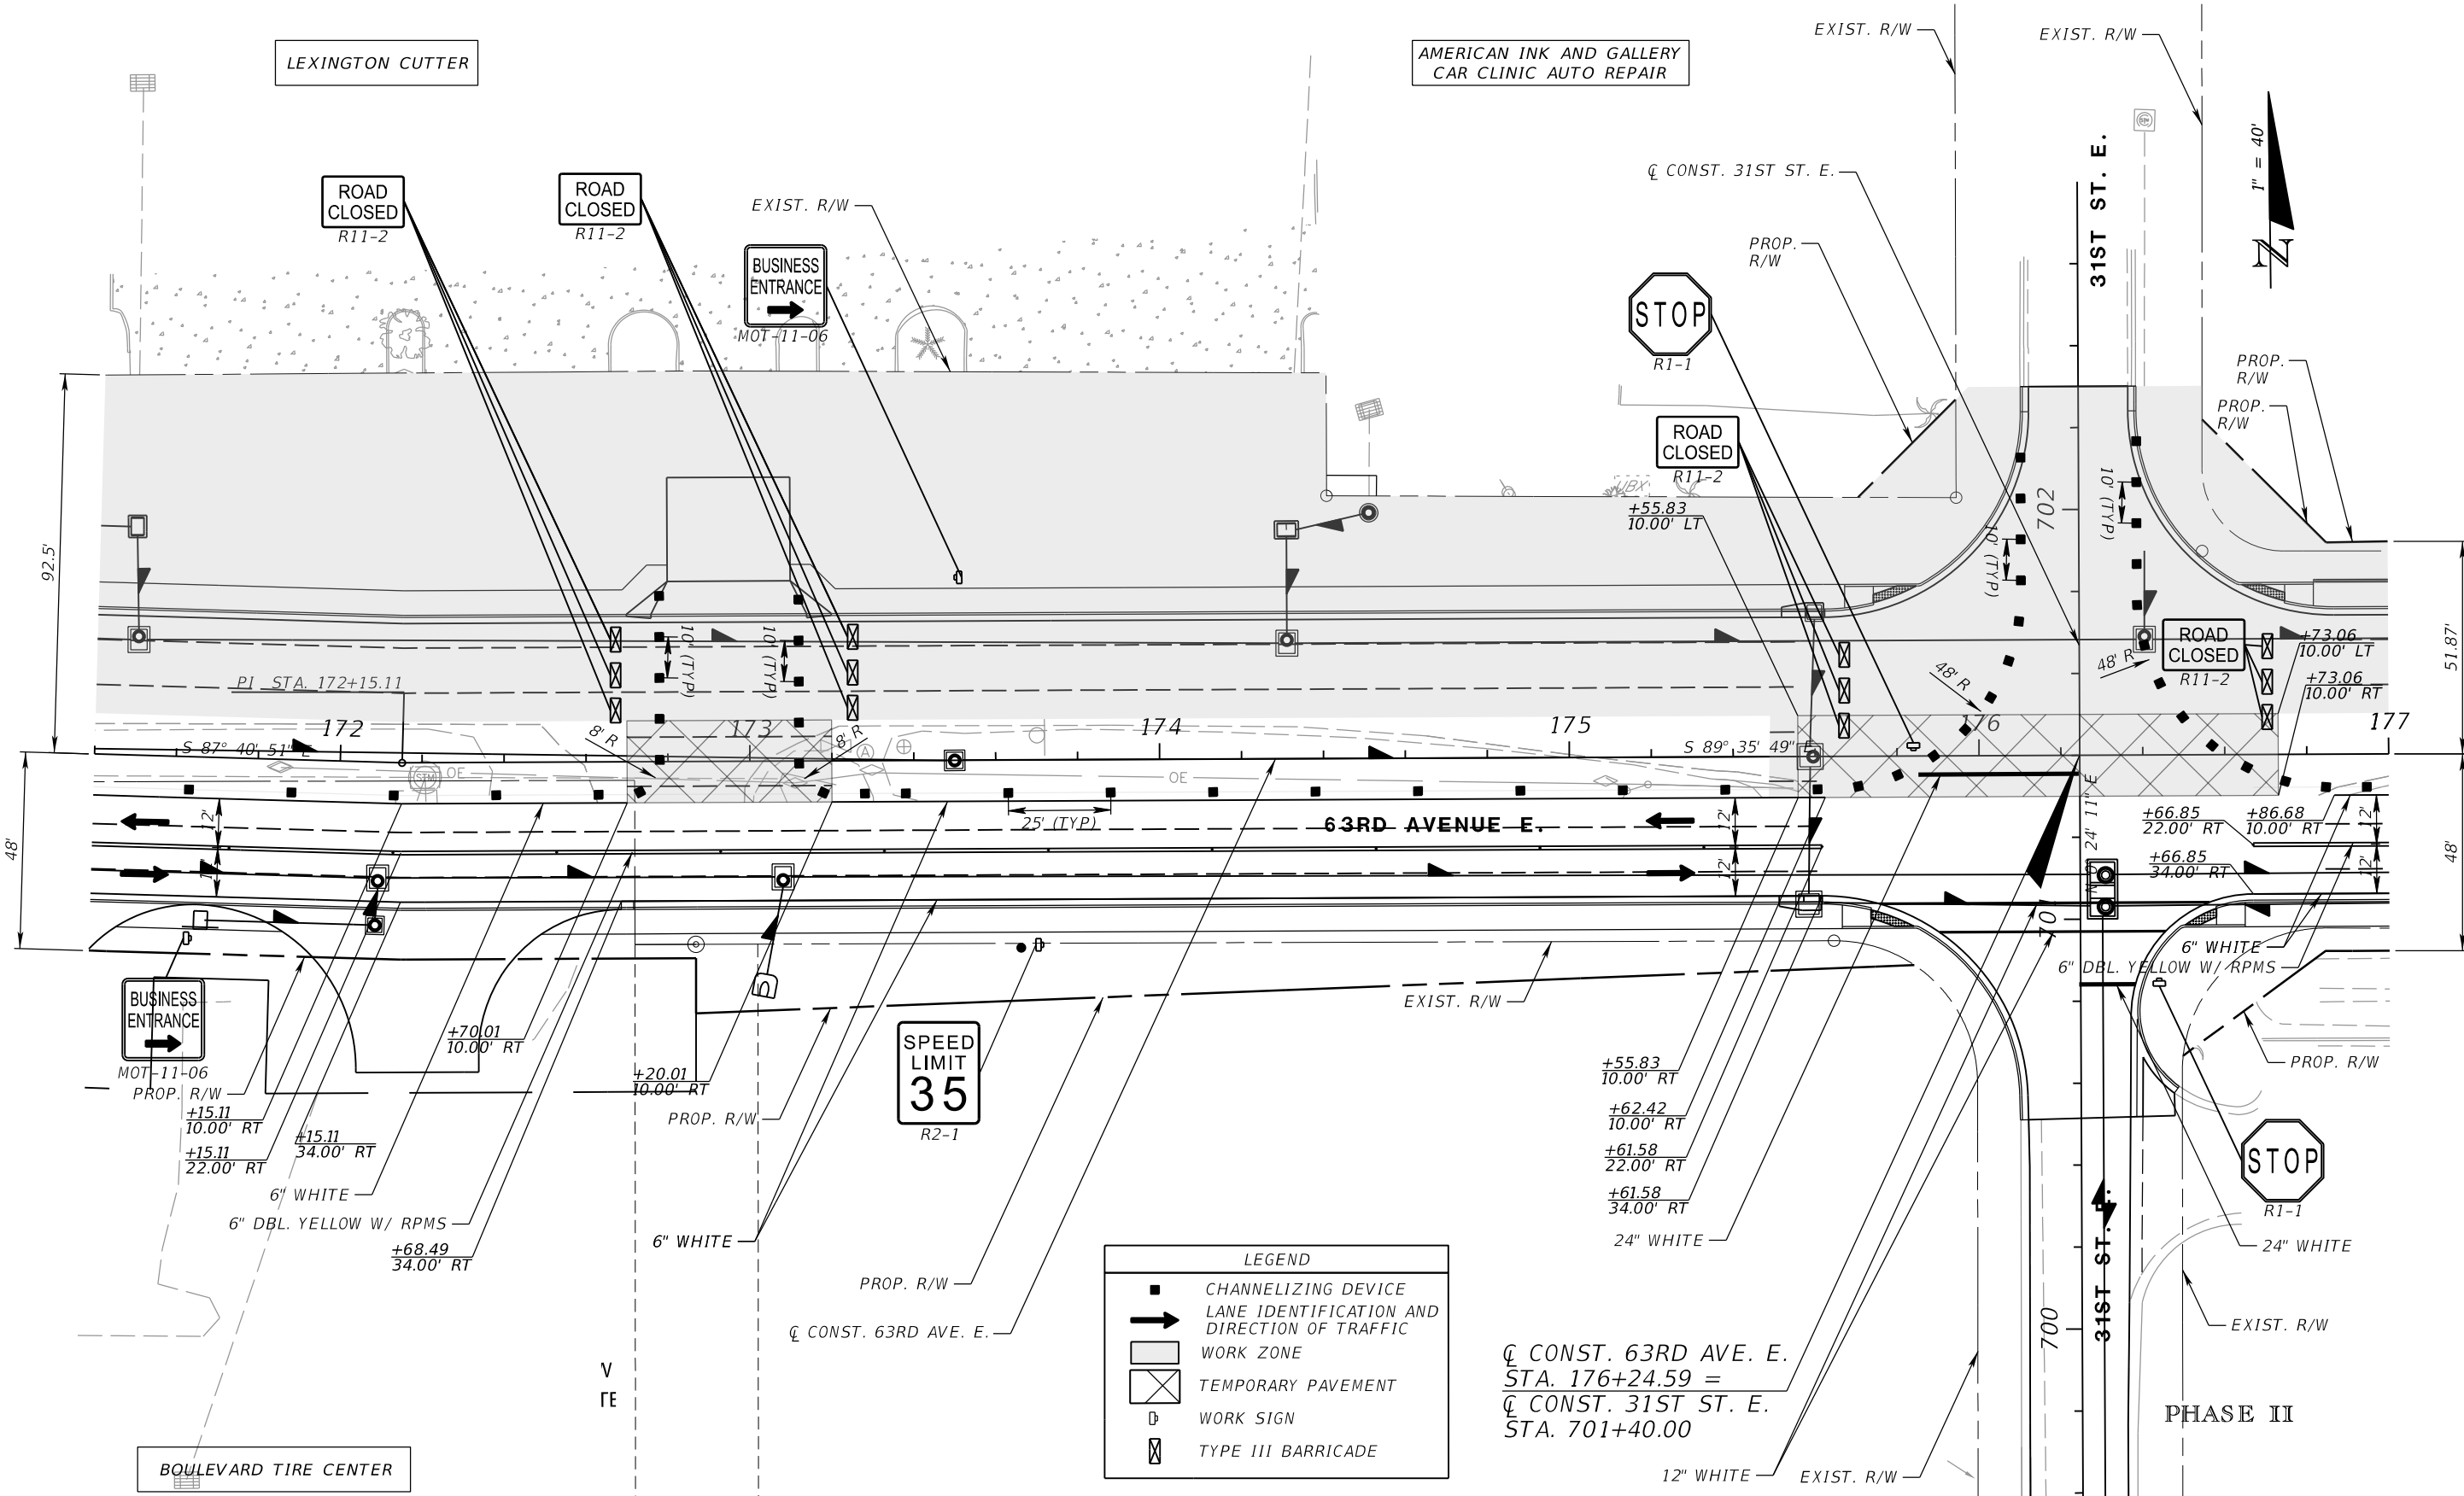 LEXINGTON CUTTER
AMERICAN INK AND GALLERY
CAR CLINIC AUTO REPAIR
EXIST. R/W
EXIST. R/W
1" = 40'
N
31ST ST. E.
℄ CONST. 31ST ST. E.
ROAD
CLOSED
R11-2
ROAD
CLOSED
R11-2
EXIST. R/W
BUSINESS
ENTRANCE
MOT-11-06
PROP.
R/W
STOP
R1-1
PROP.
R/W
PROP.
R/W
ROAD
CLOSED
R11-2
+55.83
10.00' LT
JBX
702
10' (TYP)
10' (TYP)
92.5'
51.87'
10' (TYP)
10' (TYP)
48' R
48' R
ROAD
CLOSED
R11-2
+73.06
10.00' LT
+73.06
10.00' RT
PI STA. 172+15.11
172
173
174
175
176
177
S 87° 40' 51" E
8' R
8' R
S 89° 35' 49" E
A
STM
OE
OE
25' (TYP)
63RD AVENUE E.
12'
12'
12'
12'
12'
12'
48'
48'
N 0° 24' 11" E
+66.85
22.00' RT
+86.68
10.00' RT
+66.85
34.00' RT
701
6" WHITE
6" DBL. YELLOW W/ RPMS
BUSINESS
ENTRANCE
MOT-11-06
PROP. R/W
+15.11
10.00' RT
+15.11
22.00' RT
+15.11
34.00' RT
+70.01
10.00' RT
+20.01
10.00' RT
PROP. R/W
SPEED
LIMIT
35
R2-1
EXIST. R/W
+55.83
10.00' RT
+62.42
10.00' RT
+61.58
22.00' RT
+61.58
34.00' RT
24" WHITE
PROP. R/W
STOP
R1-1
24" WHITE
6" WHITE
6" DBL. YELLOW W/ RPMS
+68.49
34.00' RT
6" WHITE
PROP. R/W
℄ CONST. 63RD AVE. E.
LEGEND
CHANNELIZING DEVICE
LANE IDENTIFICATION AND
DIRECTION OF TRAFFIC
WORK ZONE
TEMPORARY PAVEMENT
WORK SIGN
TYPE III BARRICADE
℄ CONST. 63RD AVE. E.
STA. 176+24.59 =
℄ CONST. 31ST ST. E.
STA. 701+40.00
12" WHITE
EXIST. R/W
700
31ST ST. E.
EXIST. R/W
PHASE II
BOULEVARD TIRE CENTER